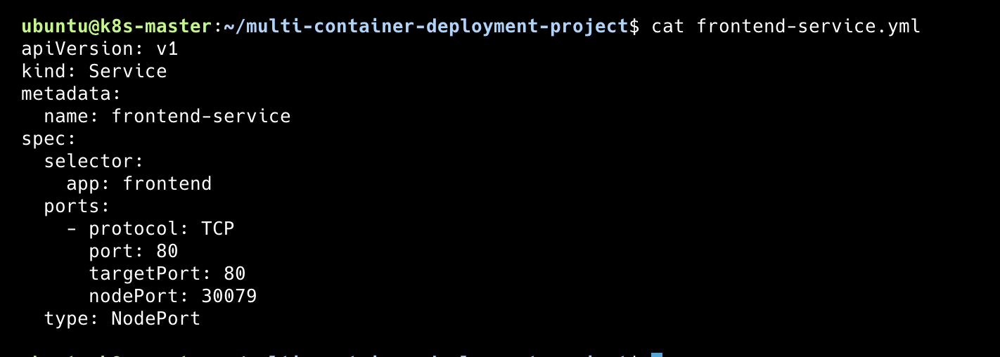 ubuntu@k8s-master:~/multi-container-deployment-project$ cat frontend-service.yml
apiVersion: v1
kind: Service
metadata:
  name: frontend-service
spec:
  selector:
    app: frontend
  ports:
    - protocol: TCP
      port: 80
      targetPort: 80
      nodePort: 30079
  type: NodePort